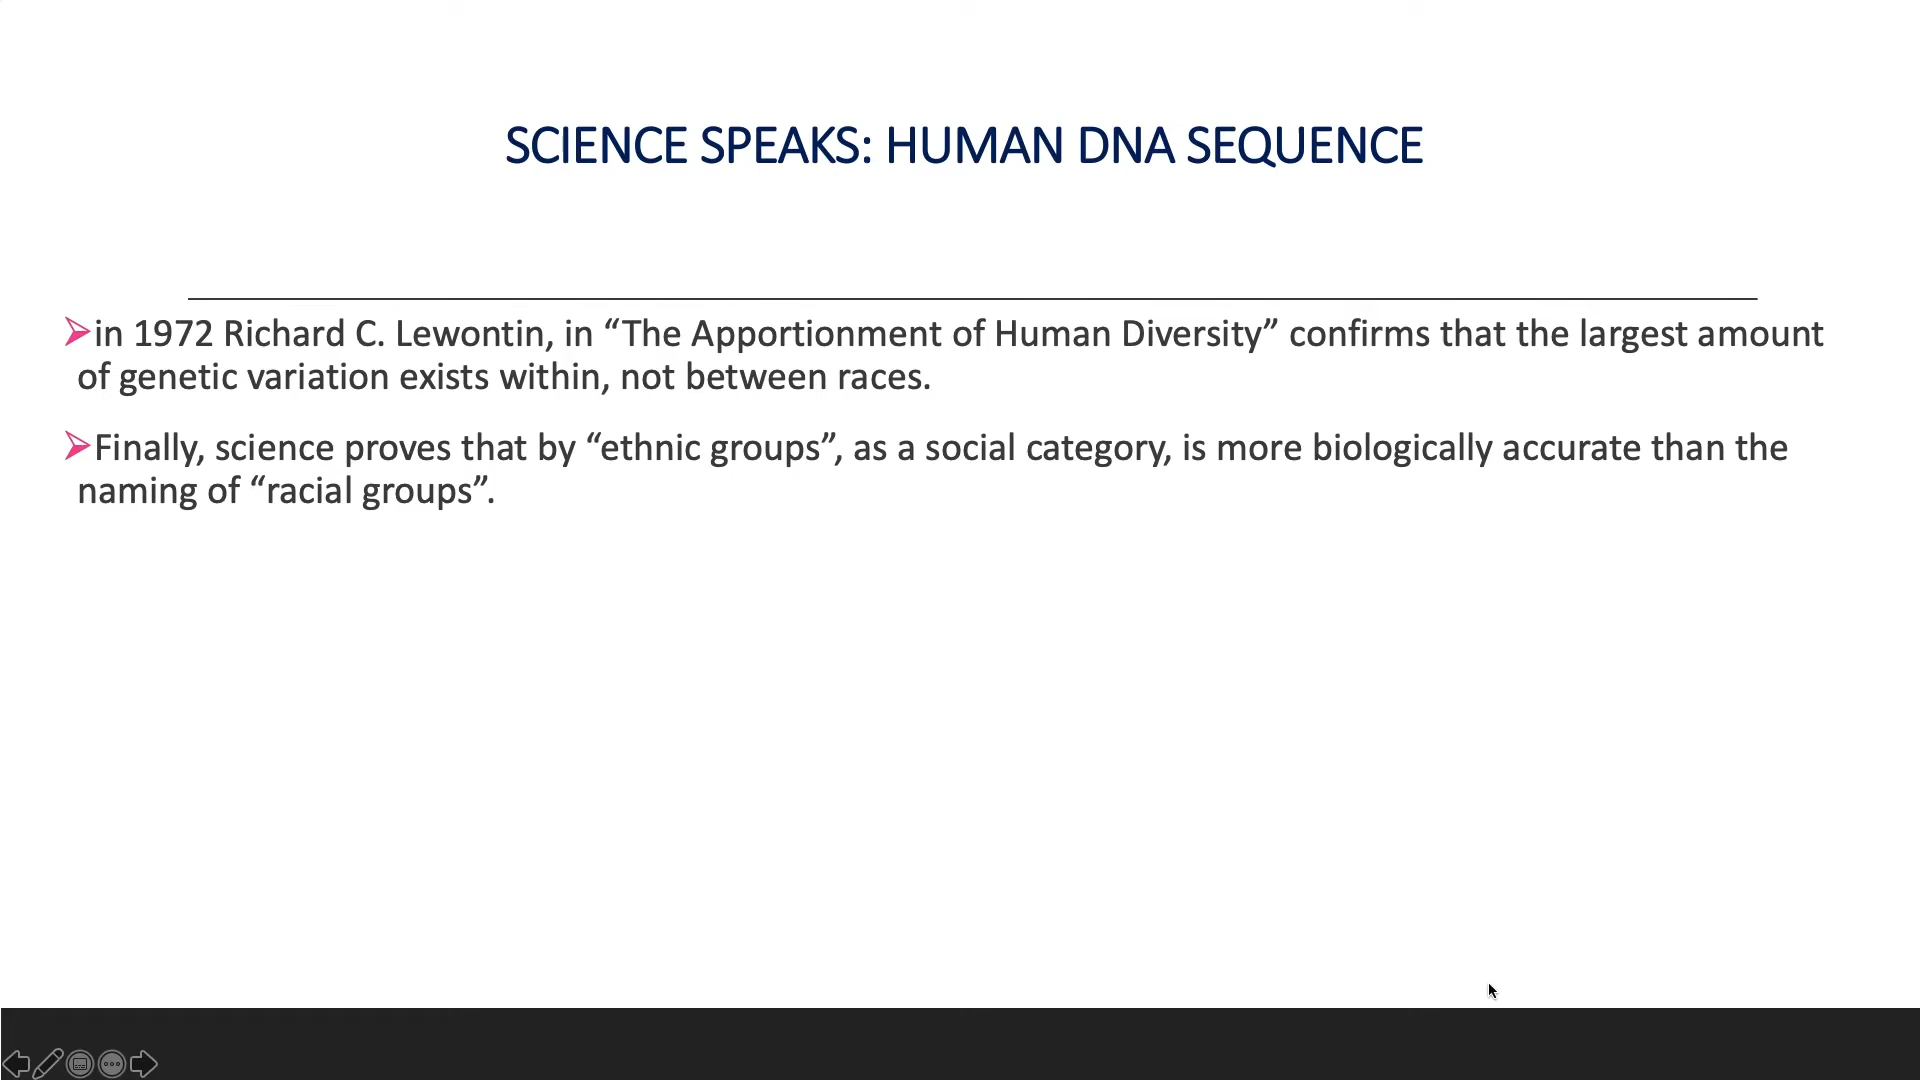 SCIENCE SPEAKS: HUMAN DNA SEQUENCE
in 1972 Richard C. Lewontin, in “The Apportionment of Human Diversity” confirms that the largest amount
of genetic variation exists within, not between races.
Finally, science proves that by “ethnic groups”, as a social category, is more biologically accurate than the
naming of “racial groups”.